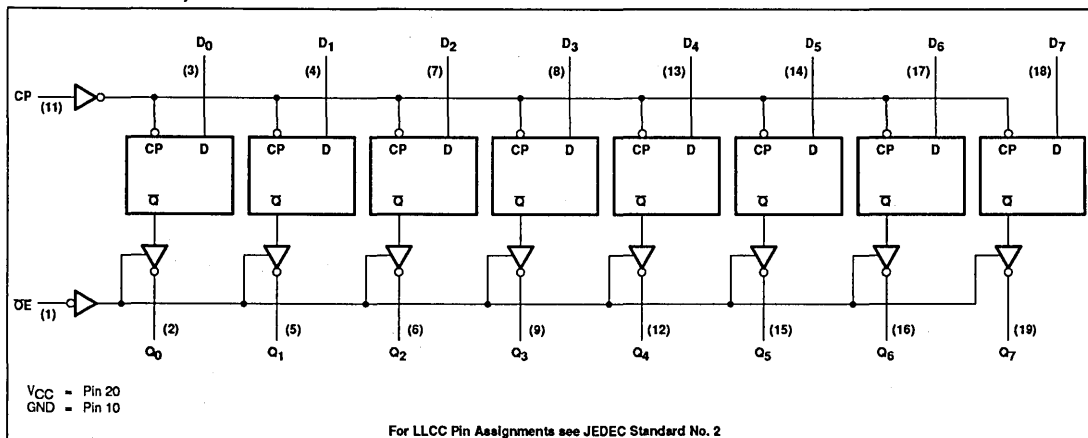 D0 D1 D2 D3 D4 D5 D6 D7
(3) (4) (7) (8) (13) (14) (17) (18)
CP
(11)
CP D CP D CP D CP D CP D CP D CP D CP D
Q̅ Q̅ Q̅ Q̅ Q̅ Q̅ Q̅ Q̅
O̅E̅
(1)
(2) (5) (6) (9) (12) (15) (16) (19)
Q0 Q1 Q2 Q3 Q4 Q5 Q6 Q7
VCC = Pin 20
GND = Pin 10
For LLCC Pin Assignments see JEDEC Standard No. 2